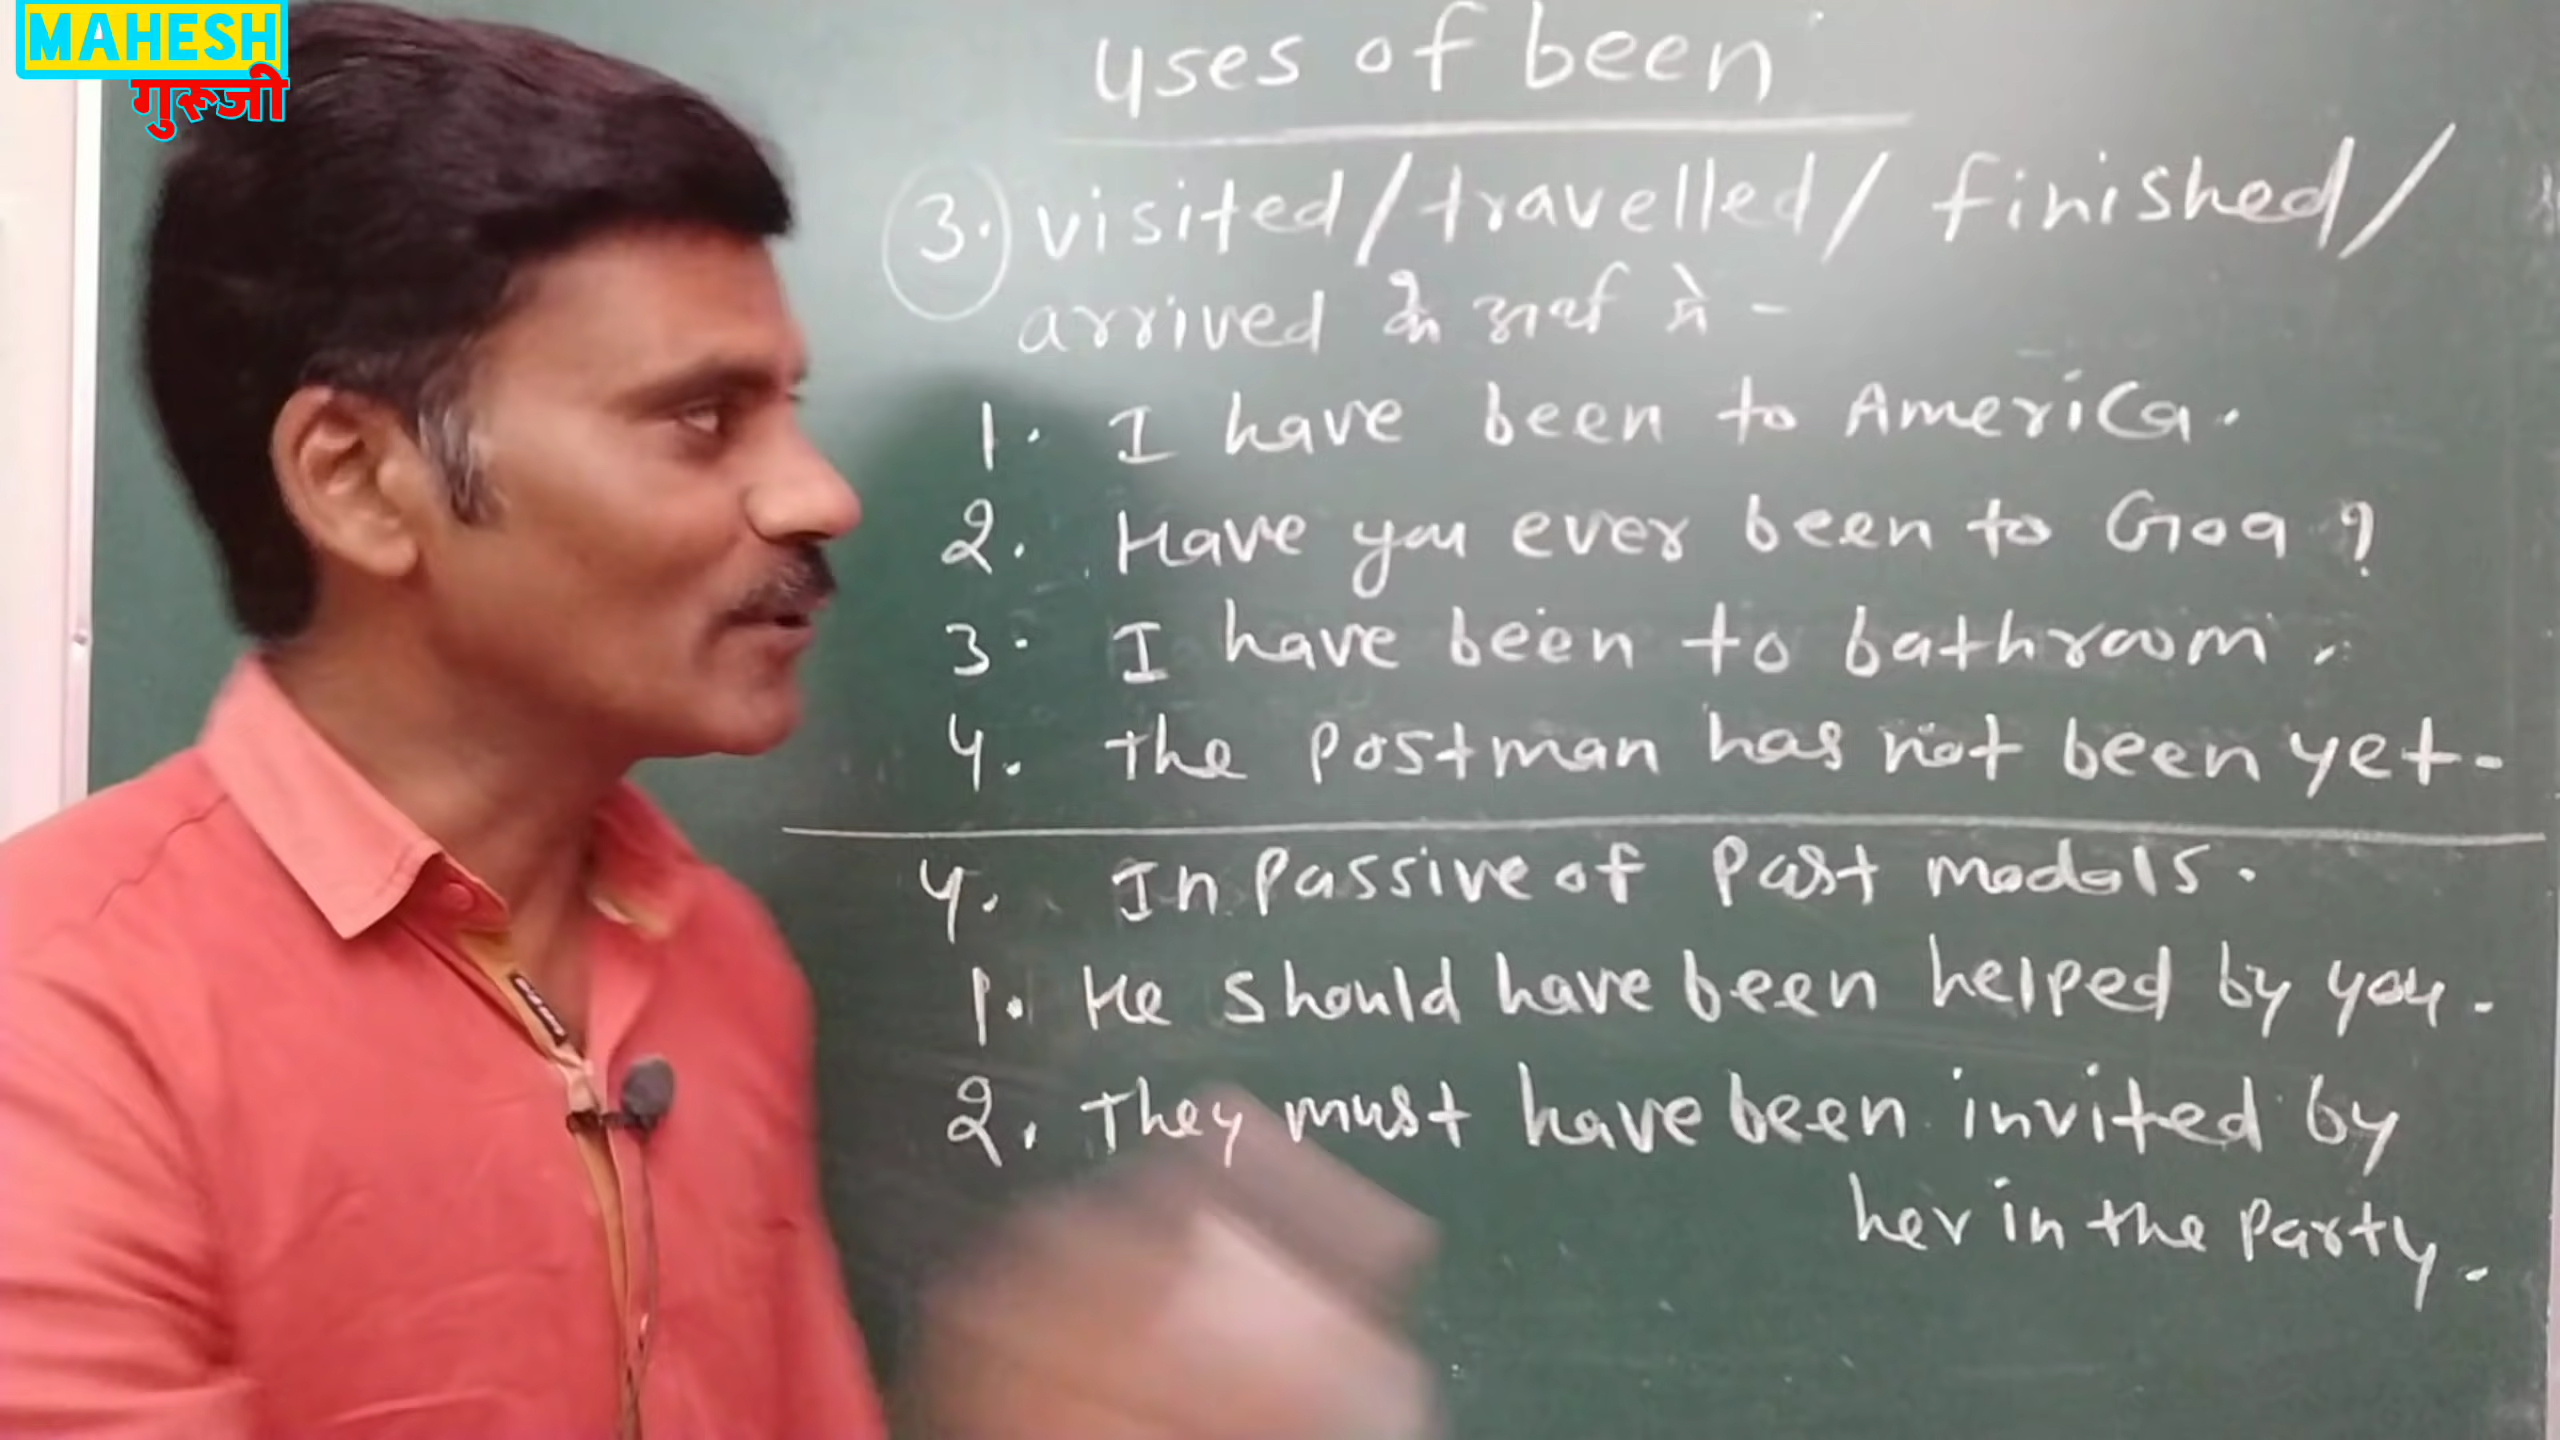 MAHESH
गुरूजी
Uses of been
3. visited/travelled/finished/
arrived के अर्थ में -
1. I have been to America.
2. Have you ever been to Goa ?
3. I have been to bathroom.
4. The postman has not been yet.
4. In Passive of Past modals.
1. He should have been helped by you.
2. They must have been invited by
her in the party.